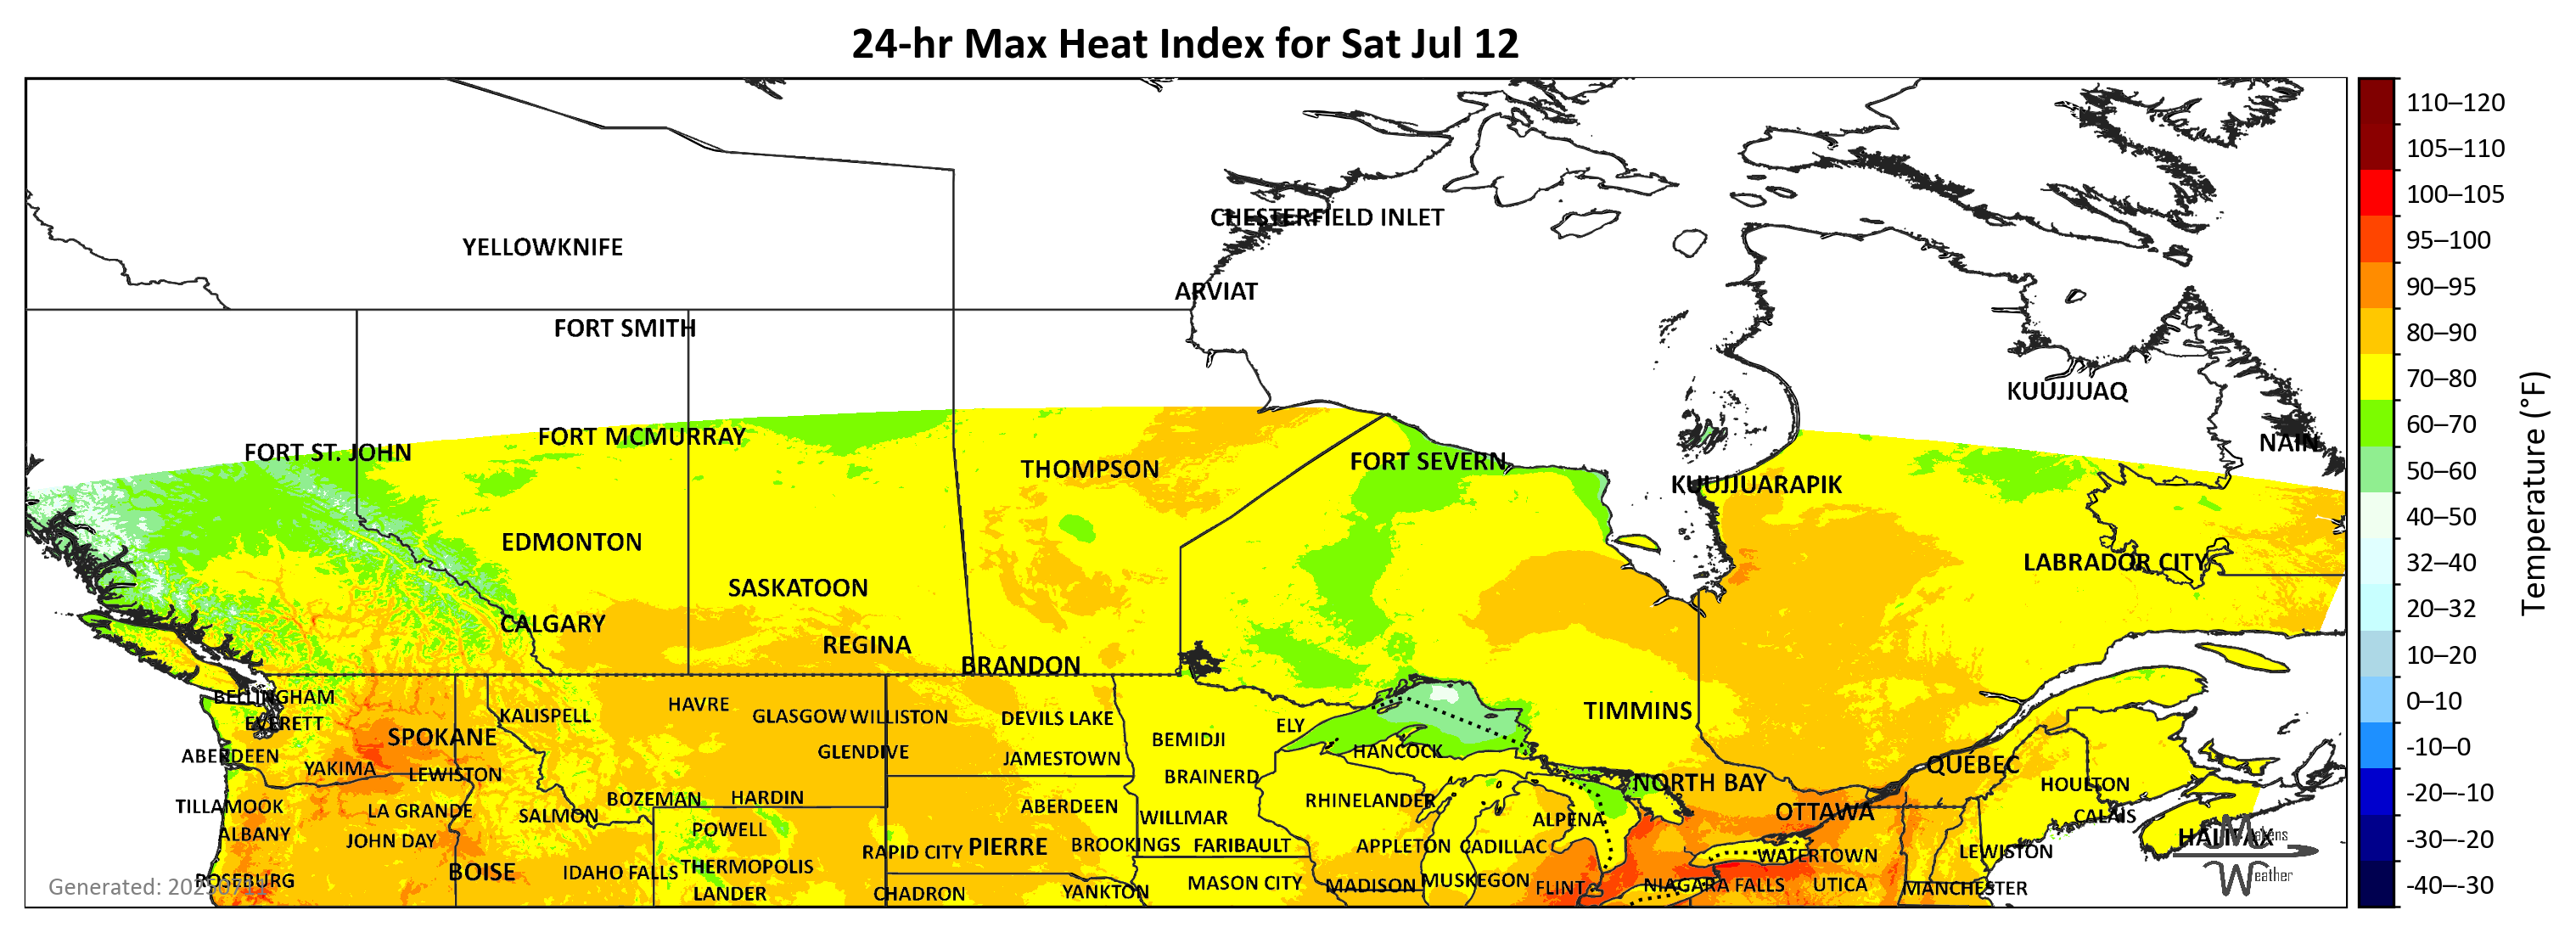 24-hr Max Heat Index for Sat Jul 12
110–120
105–110
100–105
95–100
90–95
80–90
70–80
60–70
50–60
40–50
32–40
20–32
10–20
0–10
-10–0
-20–-10
-30–-20
-40–-30
Temperature (°F)
CHESTERFIELD INLET
YELLOWKNIFE
ARVIAT
FORT SMITH
KUUJJUAQ
FORT MCMURRAY
NAIN
FORT ST. JOHN
FORT SEVERN
THOMPSON
KUUJJUARAPIK
EDMONTON
LABRADOR CITY
SASKATOON
CALGARY
REGINA
BRANDON
BELLINGHAM
HAVRE
KALISPELL
GLASGOW WILLISTON
DEVILS LAKE
TIMMINS
EVERETT
ELY
SPOKANE
BEMIDJI
GLENDIVE
HANCOCK
ABERDEEN
JAMESTOWN
QUÉBEC
YAKIMA
LEWISTON
BRAINERD
NORTH BAY
HOULTON
BOZEMAN
HARDIN
RHINELANDER
TILLAMOOK
LA GRANDE
ABERDEEN
OTTAWA
SALMON
WILLMAR
CALAIS
ALPENA
ALBANY
POWELL
HALIFAX
JOHN DAY
BROOKINGS
FARIBAULT
APPLETON
CADILLAC
PIERRE
RAPID CITY
LEWISTON
WATERTOWN
THERMOPOLIS
BOISE
IDAHO FALLS
ROSEBURG
MASON CITY
MUSKEGON
MADISON
FLINT
NIAGARA FALLS
UTICA
MANCHESTER
LANDER
CHADRON
YANKTON
Makens
Weather
Generated: 20250711